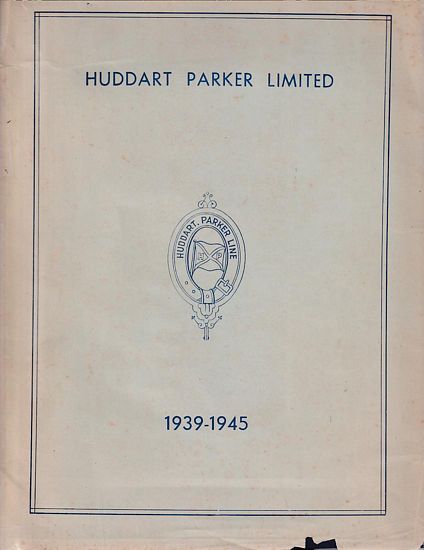 HUDDART PARKER LIMITED
HUDDART. PARKER. LINE
H P
1939-1945